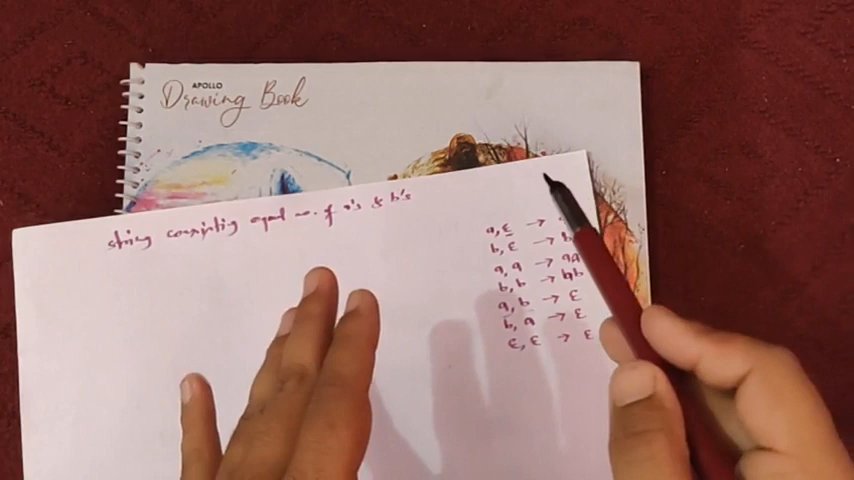 APOLLO
Drawing Book
string consisting equal no. of a's & b's
a, ε →
b, ε → b
a, a → aa
b, b → bb
a, b → ε
b, a → ε
ε, ε → ε